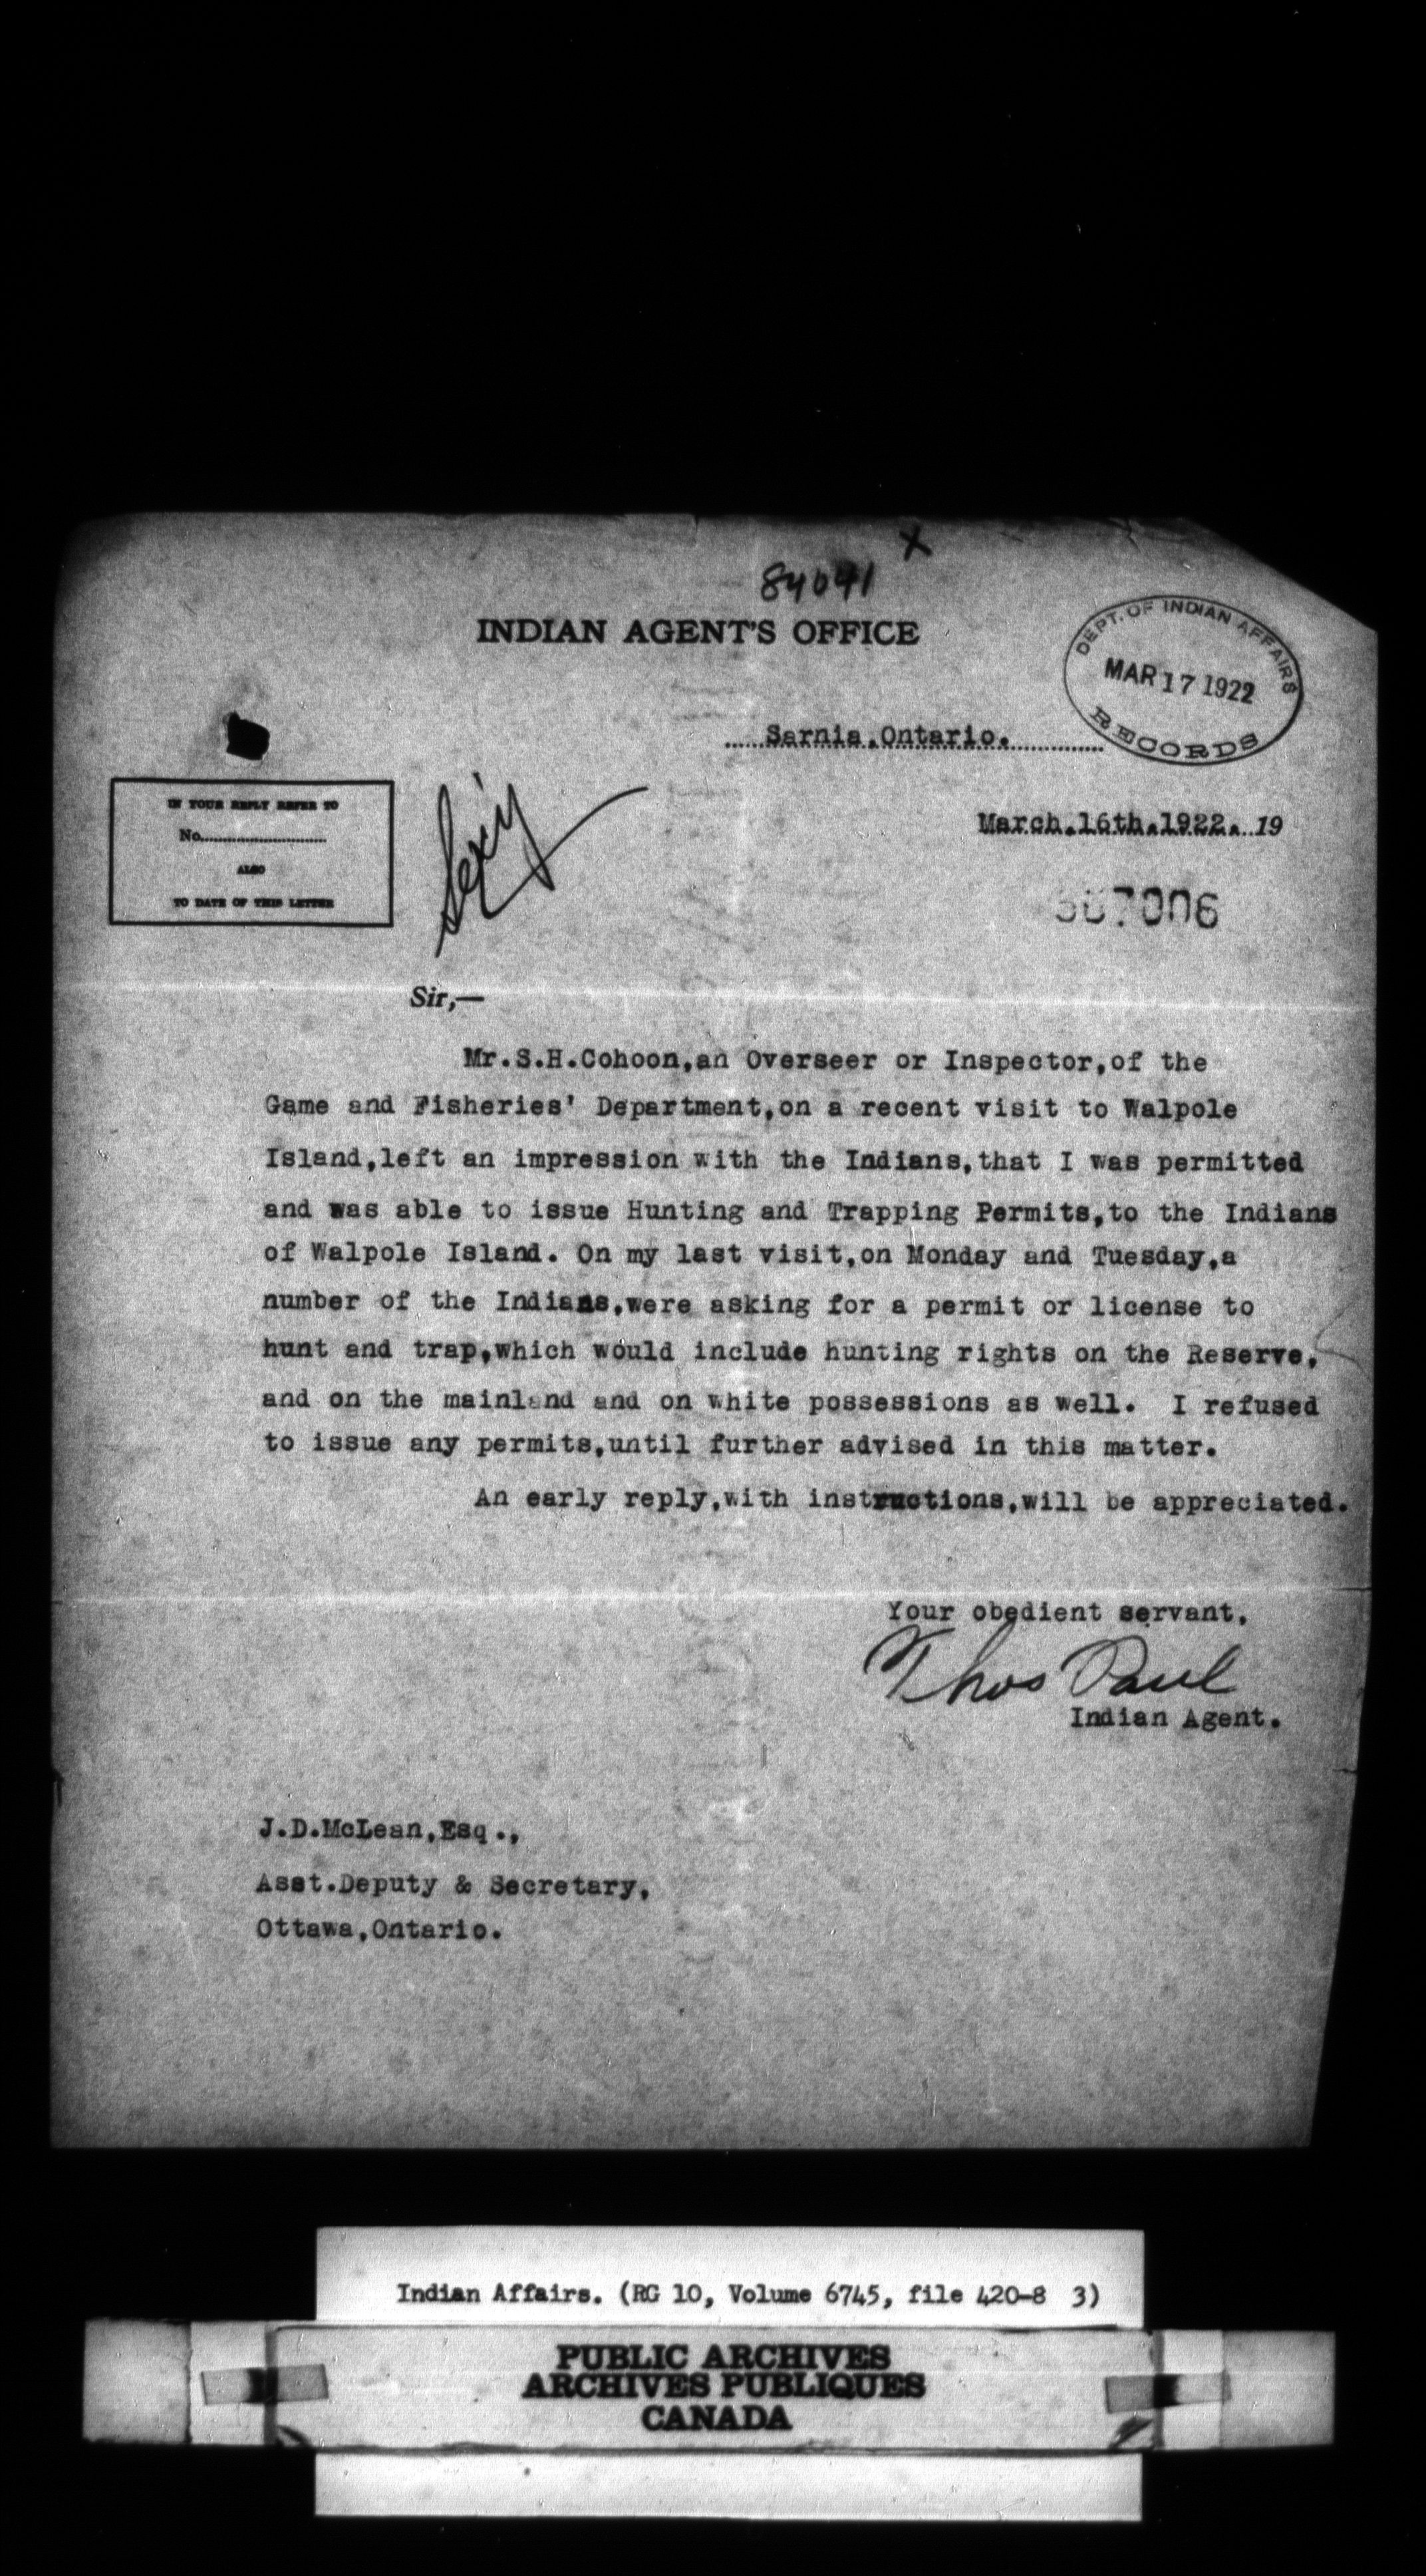 X
84041
INDIAN AGENT'S OFFICE
DEPT. OF INDIAN AFFAIRS
MAR 17 1922
RECORDS
Sarnia,Ontario.
IN YOUR REPLY REFER TO
No.
ALSO
TO DATE OF THIS LETTER
March.16th.1922. 19
Sir,—
Mr.S.H.Cohoon,an Overseer or Inspector,of the
Game and Fisheries' Department,on a recent visit to Walpole
Island,left an impression with the Indians,that I was permitted
and was able to issue Hunting and Trapping Permits,to the Indians
of Walpole Island. On my last visit,on Monday and Tuesday,a
number of the Indians,were asking for a permit or license to
hunt and trap,which would include hunting rights on the Reserve,
and on the mainland and on white possessions as well. I refused
to issue any permits,until further advised in this matter.
An early reply,with instructions,will be appreciated.
Your obedient servant,
Thos Paul
Indian Agent.
J.D.McLean,Esq.,
Asst.Deputy & Secretary,
Ottawa,Ontario.
Indian Affairs. (RG 10, Volume 6745, file 420-8 3)
PUBLIC ARCHIVES
ARCHIVES PUBLIQUES
CANADA